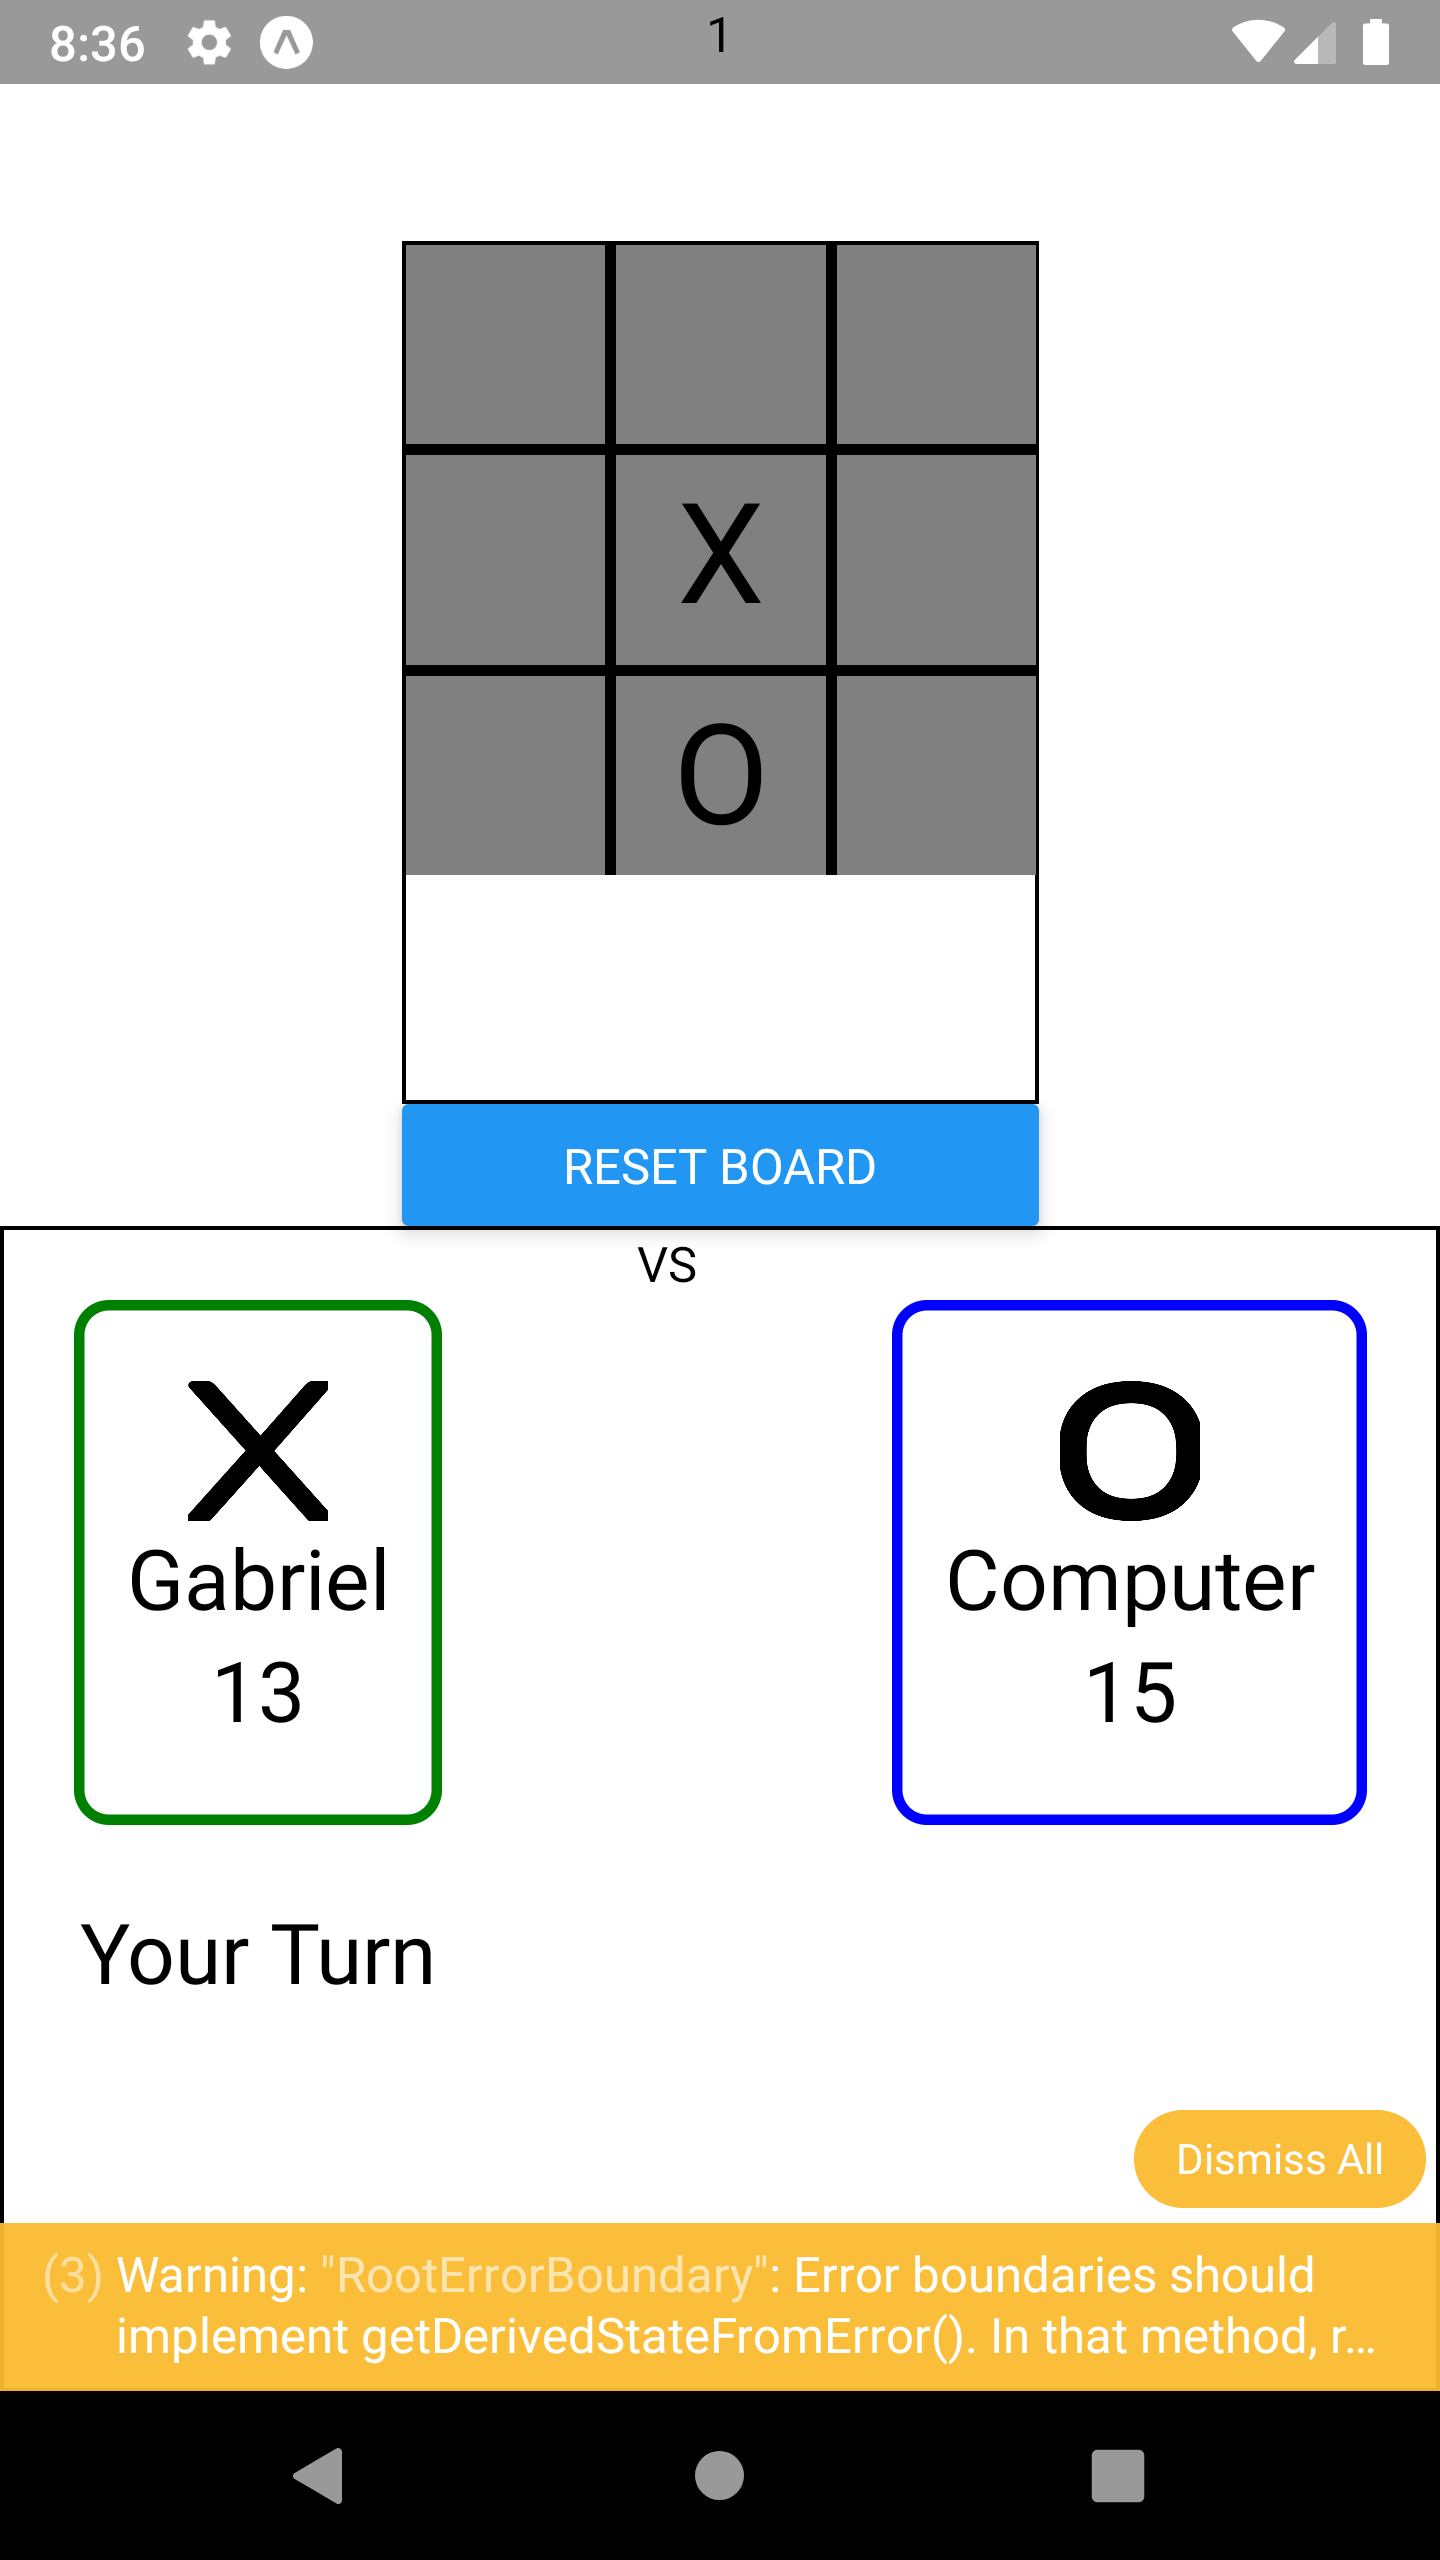 8:36
1
X
O
RESET BOARD
VS
X
O
Gabriel
Computer
13
15
Your Turn
Dismiss All
(3) Warning: "RootErrorBoundary": Error boundaries should
implement getDerivedStateFromError(). In that method, r...